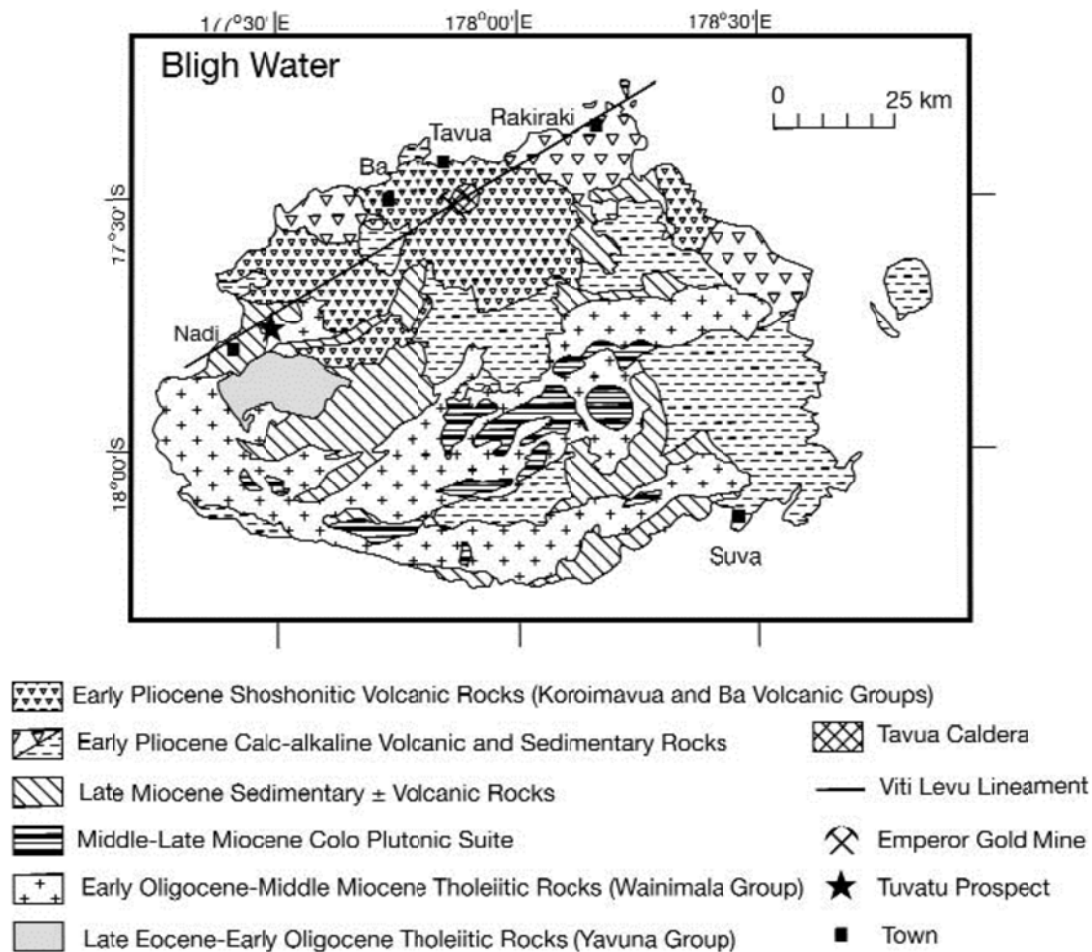 177°30' E 178°00' E 178°30' E
Bligh Water
0 25 km
Rakiraki
Tavua
Ba
17°30' S
Nadi
18°00' S
Suva
Early Pliocene Shoshonitic Volcanic Rocks (Koroimavua and Ba Volcanic Groups)
Early Pliocene Calc-alkaline Volcanic and Sedimentary Rocks
Tavua Caldera
Late Miocene Sedimentary ± Volcanic Rocks
Viti Levu Lineament
Middle-Late Miocene Colo Plutonic Suite
Emperor Gold Mine
Early Oligocene-Middle Miocene Tholeiitic Rocks (Wainimala Group)
Tuvatu Prospect
Late Eocene-Early Oligocene Tholeiitic Rocks (Yavuna Group)
Town